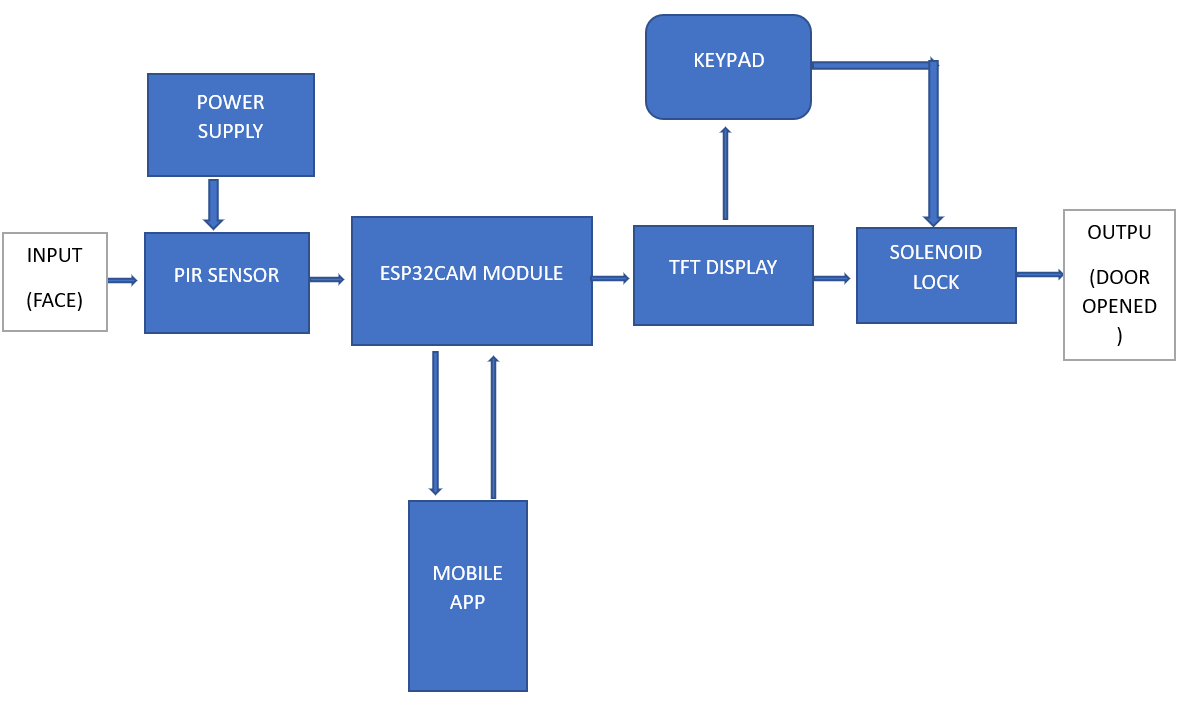 KEYPAD
POWER
SUPPLY
INPUT
(FACE)
PIR SENSOR
ESP32CAM MODULE
TFT DISPLAY
SOLENOID
LOCK
OUTPU
(DOOR
OPENED
)
MOBILE
APP